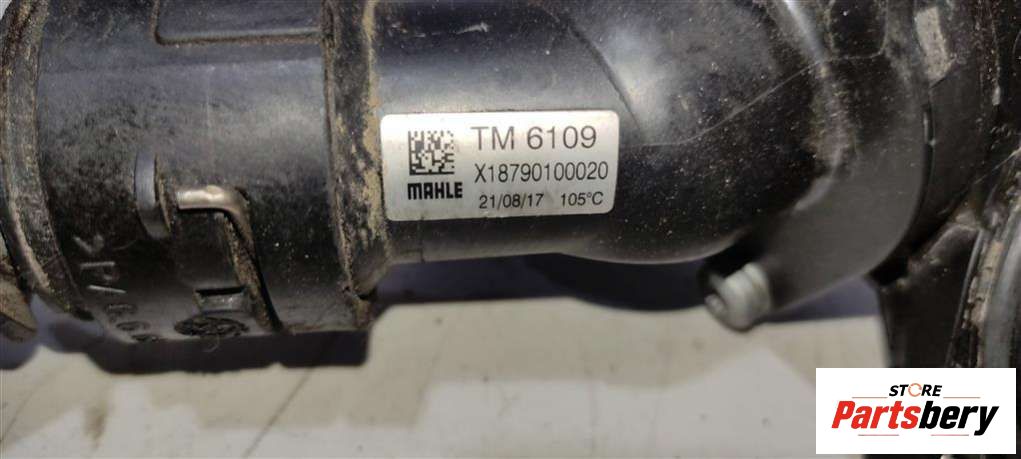 TM 6109
X18790100020
MAHLE
21/08/17 105°C
STORE
Partsbery